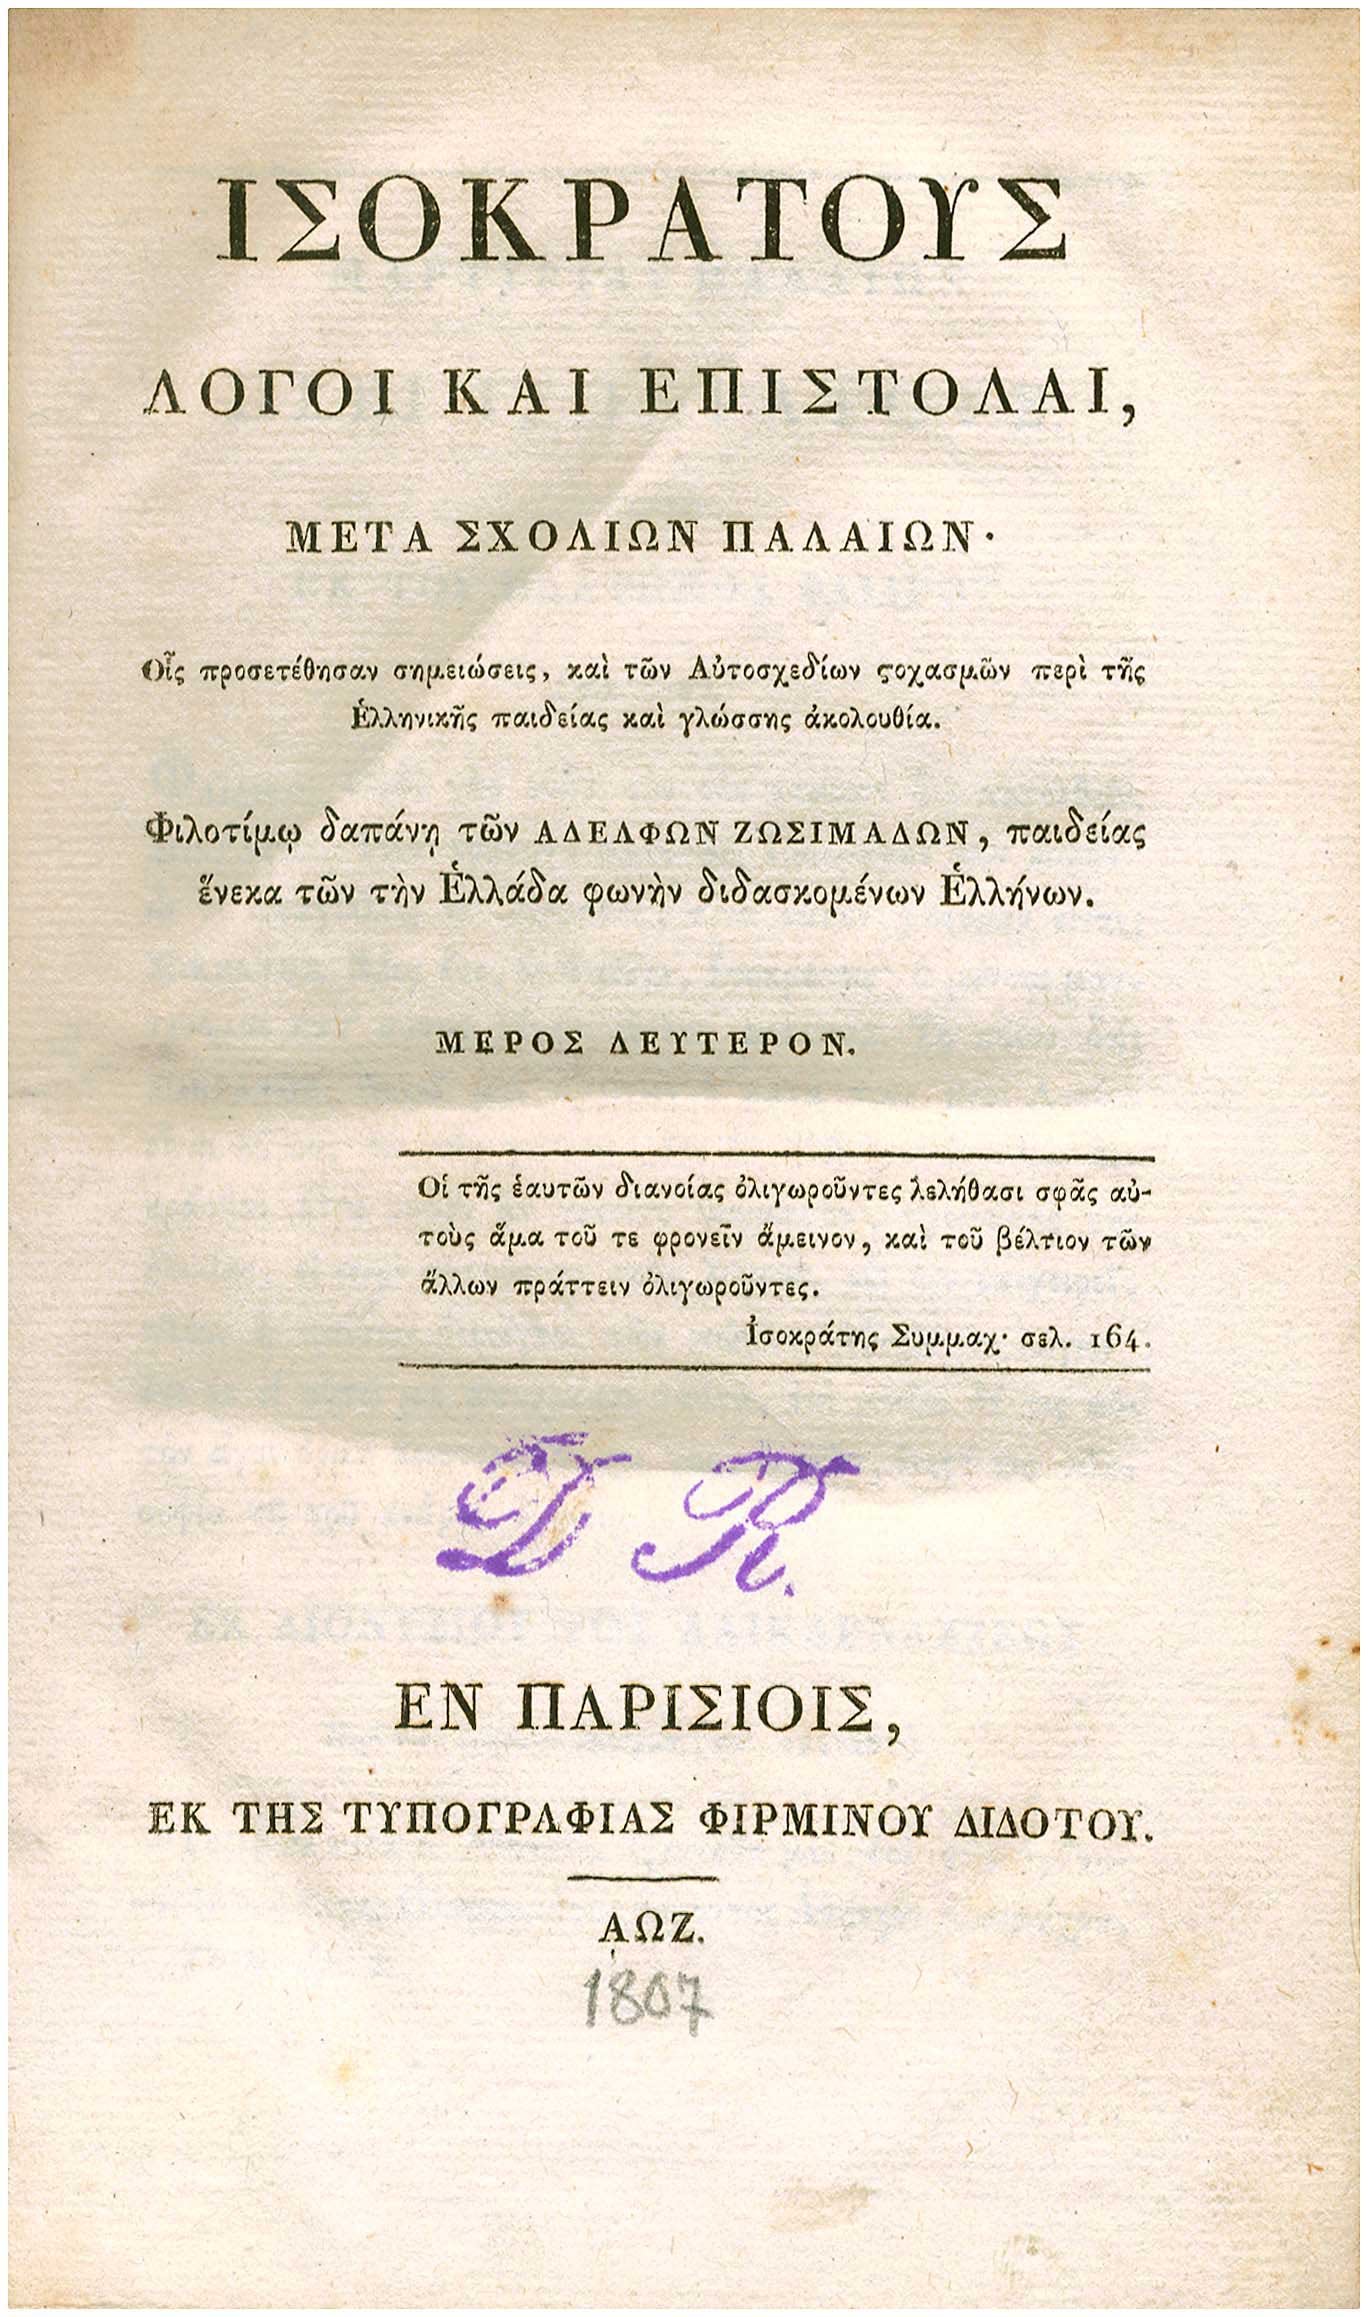 ΙΣΟΚΡΑΤΟΥΣ
ΛΟΓΟΙ ΚΑΙ ΕΠΙΣΤΟΛΑΙ,
ΜΕΤΑ ΣΧΟΛΙΩΝ ΠΑΛΑΙΩΝ·
Οἷς προσετέθησαν σημειώσεις, καὶ τῶν Αὐτοσχεδίων ϛοχασμῶν περὶ τῆς
Ἑλληνικῆς παιδείας καὶ γλώσσης ἀκολουθία.
Φιλοτίμῳ δαπάνῃ τῶν ΑΔΕΛΦΩΝ ΖΩΣΙΜΑΔΩΝ, παιδείας
ἕνεκα τῶν τὴν Ἑλλάδα φωνὴν διδασκομένων Ἑλλήνων.
ΜΕΡΟΣ ΔΕΥΤΕΡΟΝ.
Οἱ τῆς ἑαυτῶν διανοίας ὀλιγωροῦντες λελήθασι σφᾶς αὐ-
τοὺς ἅμα τοῦ τε φρονεῖν ἄμεινον, καὶ τοῦ βέλτιον τῶν
ἄλλων πράττειν ὀλιγωροῦντες.
Ἰσοκράτης Συμμαχ· σελ. 164.
D R.
ΕΝ ΠΑΡΙΣΙΟΙΣ,
ΕΚ ΤΗΣ ΤΥΠΟΓΡΑΦΙΑΣ ΦΙΡΜΙΝΟΥ ΔΙΔΟΤΟΥ.
͵ΑΩΖ.
1807